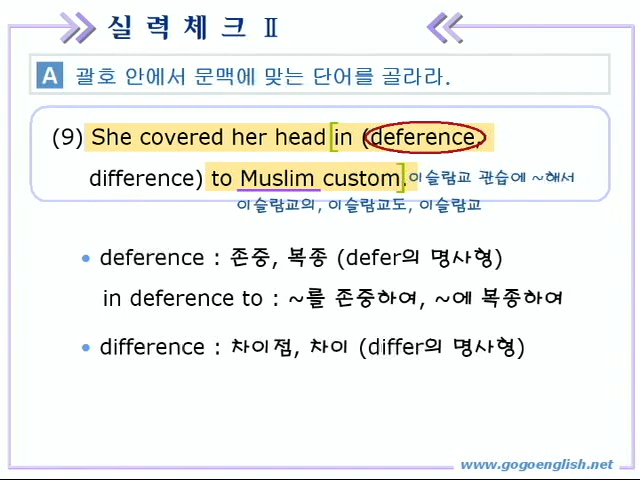 실 력 체 크 Ⅱ
A 괄호 안에서 문맥에 맞는 단어를 골라라.
(9) She covered her head in (deference,
difference) to Muslim custom. 이슬람교 관습에 ~해서
이슬람교의, 이슬람교도, 이슬람교
• deference : 존중, 복종 (defer의 명사형)
in deference to : ~를 존중하여, ~에 복종하여
• difference : 차이점, 차이 (differ의 명사형)
www.gogoenglish.net